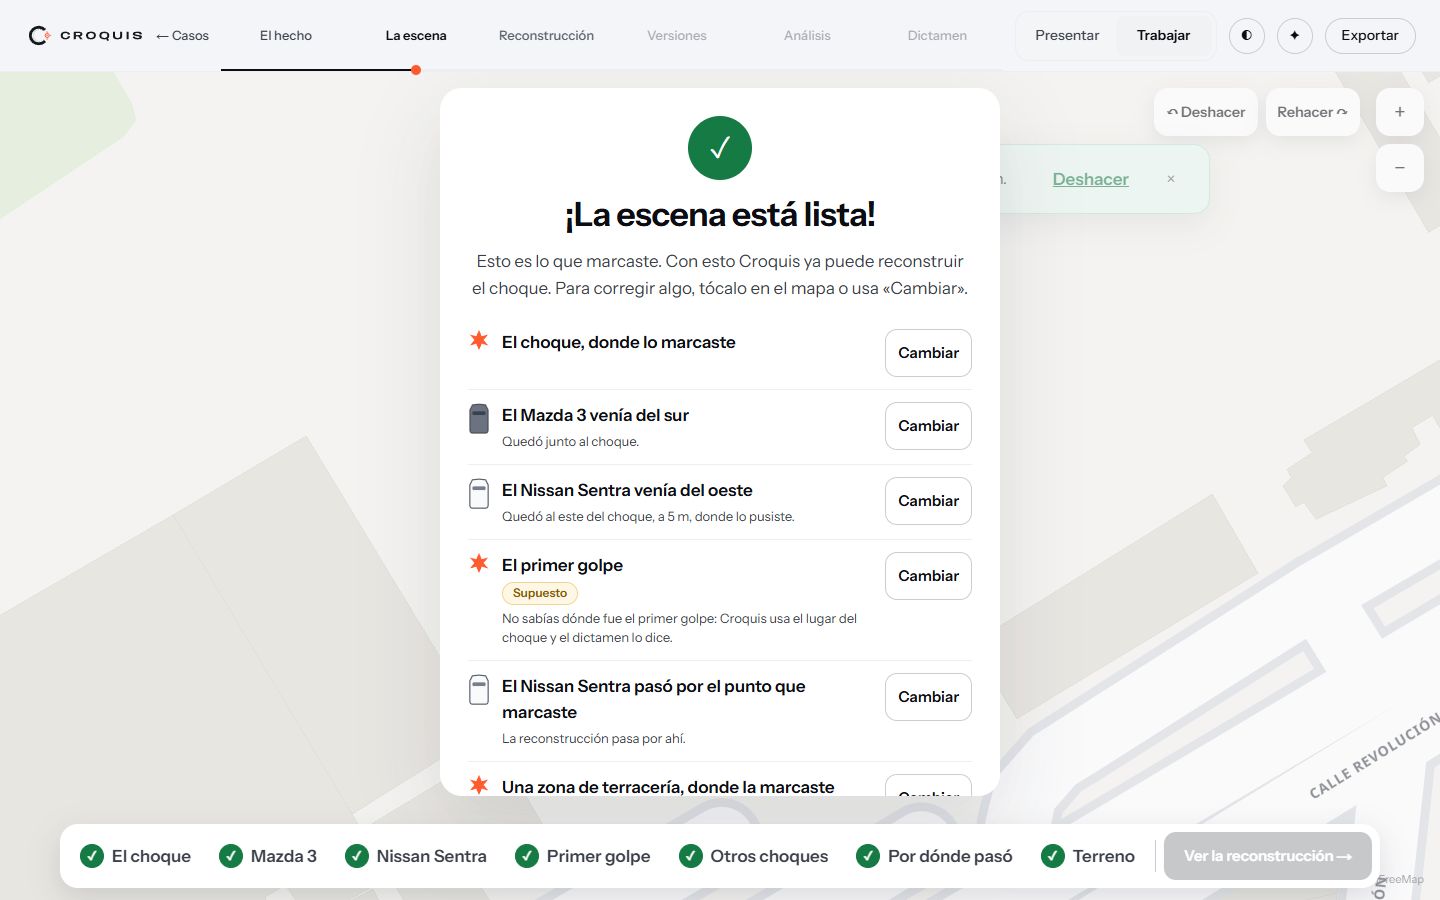 CROQUIS
← Casos
El hecho
La escena
Reconstrucción
Versiones
Análisis
Dictamen
Presentar
Trabajar
Exportar
Deshacer
Rehacer
+
−
Deshacer
×
¡La escena está lista!
Esto es lo que marcaste. Con esto Croquis ya puede reconstruir
el choque. Para corregir algo, tócalo en el mapa o usa «Cambiar».
El choque, donde lo marcaste
Cambiar
El Mazda 3 venía del sur
Quedó junto al choque.
Cambiar
El Nissan Sentra venía del oeste
Quedó al este del choque, a 5 m, donde lo pusiste.
Cambiar
El primer golpe
Supuesto
No sabías dónde fue el primer golpe: Croquis usa el lugar del
choque y el dictamen lo dice.
Cambiar
El Nissan Sentra pasó por el punto que
marcaste
La reconstrucción pasa por ahí.
Cambiar
Una zona de terracería, donde la marcaste
Cambiar
CALLE REVOLUCIÓN
El choque
Mazda 3
Nissan Sentra
Primer golpe
Otros choques
Por dónde pasó
Terreno
Ver la reconstrucción →